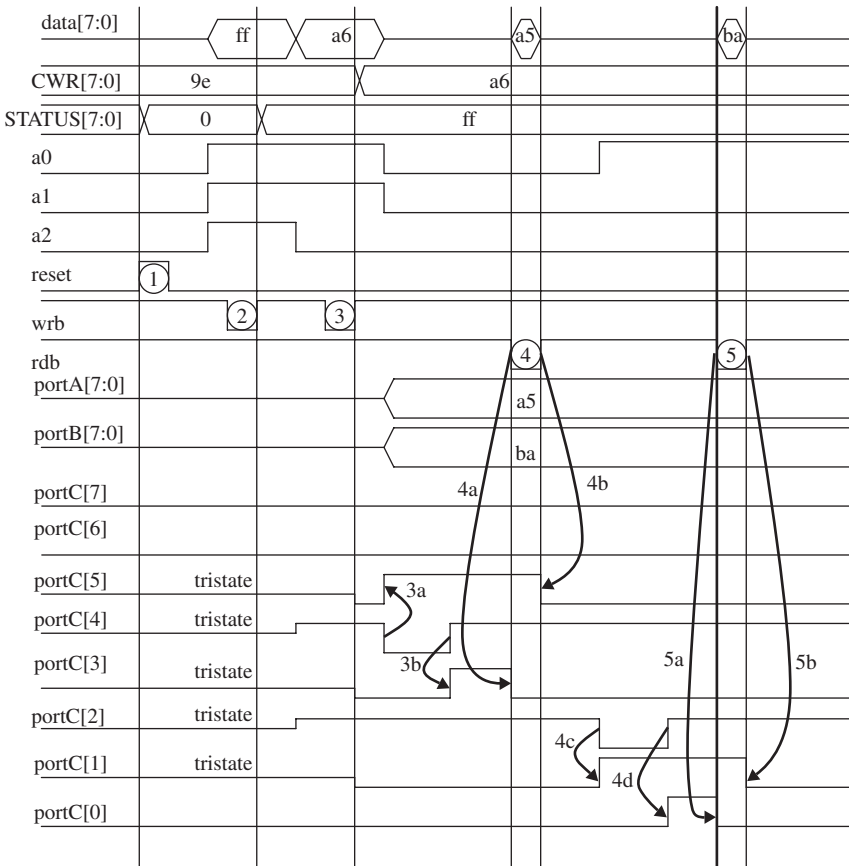 data[7:0] ff a6 a5 ba
CWR[7:0] 9e a6
STATUS[7:0] 0 ff
a0
a1
a2
reset 1
wrb 2 3
rdb 4 5
portA[7:0] a5
portB[7:0] ba
4a 4b
portC[7]
portC[6]
portC[5] tristate 3a
portC[4] tristate
portC[3] tristate 3b 5a 5b
portC[2] tristate 4c
portC[1] tristate 4d
portC[0]